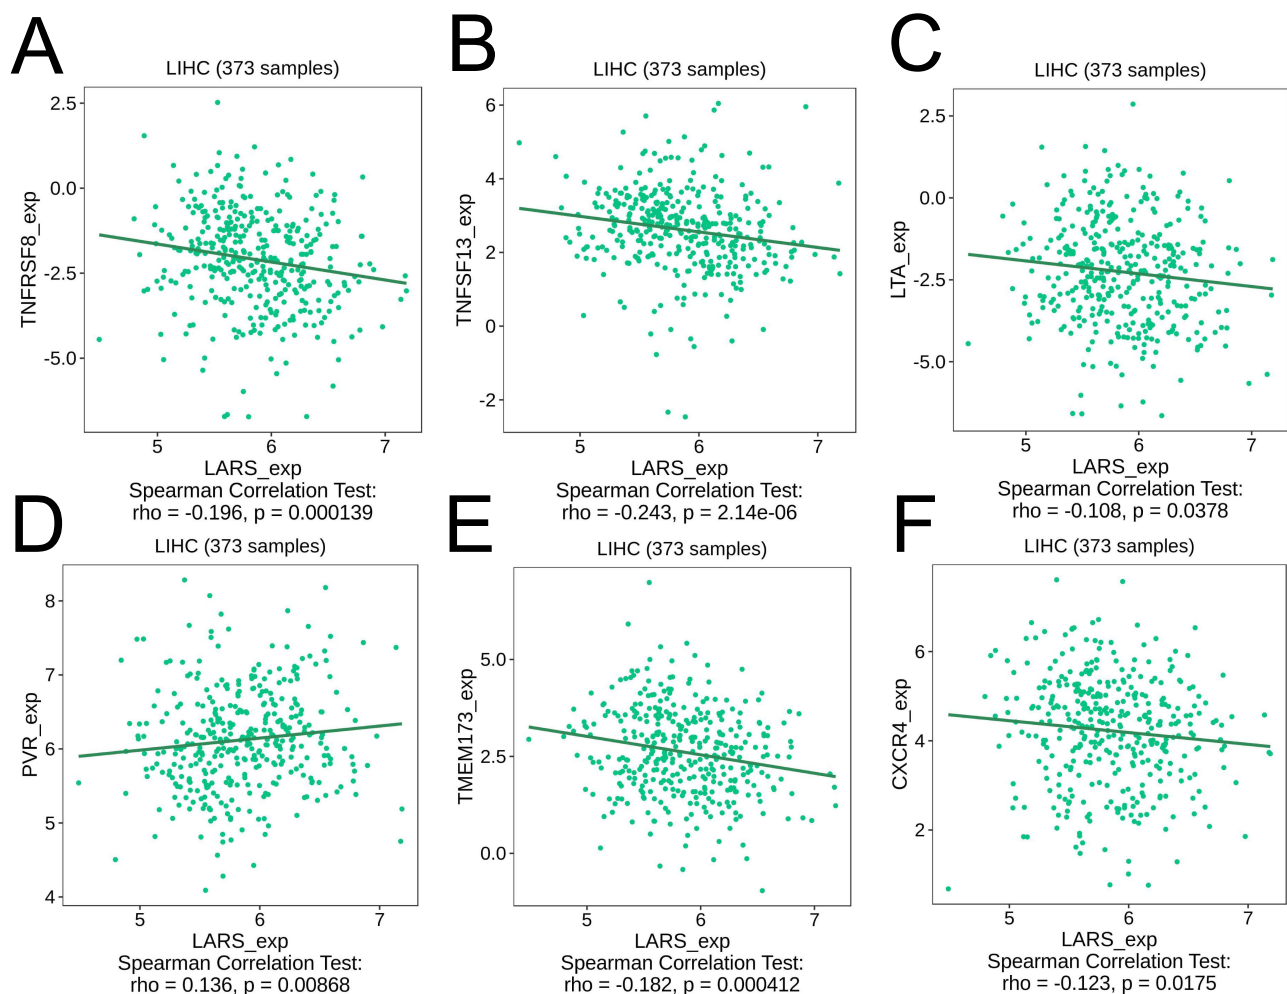 A
LIHC (373 samples)
TNFRSF8_exp
2.5
0.0
-2.5
-5.0
5 6 7
LARS_exp
Spearman Correlation Test:
rho = -0.196, p = 0.000139
B
LIHC (373 samples)
TNFSF13_exp
6
4
2
0
-2
5 6 7
LARS_exp
Spearman Correlation Test:
rho = -0.243, p = 2.14e-06
C
LIHC (373 samples)
LTA_exp
2.5
0.0
-2.5
-5.0
5 6 7
LARS_exp
Spearman Correlation Test:
rho = -0.108, p = 0.0378
D
LIHC (373 samples)
PVR_exp
8
7
6
5
4
5 6 7
LARS_exp
Spearman Correlation Test:
rho = 0.136, p = 0.00868
E
LIHC (373 samples)
TMEM173_exp
5.0
2.5
0.0
5 6 7
LARS_exp
Spearman Correlation Test:
rho = -0.182, p = 0.000412
F
LIHC (373 samples)
CXCR4_exp
6
4
2
5 6 7
LARS_exp
Spearman Correlation Test:
rho = -0.123, p = 0.0175